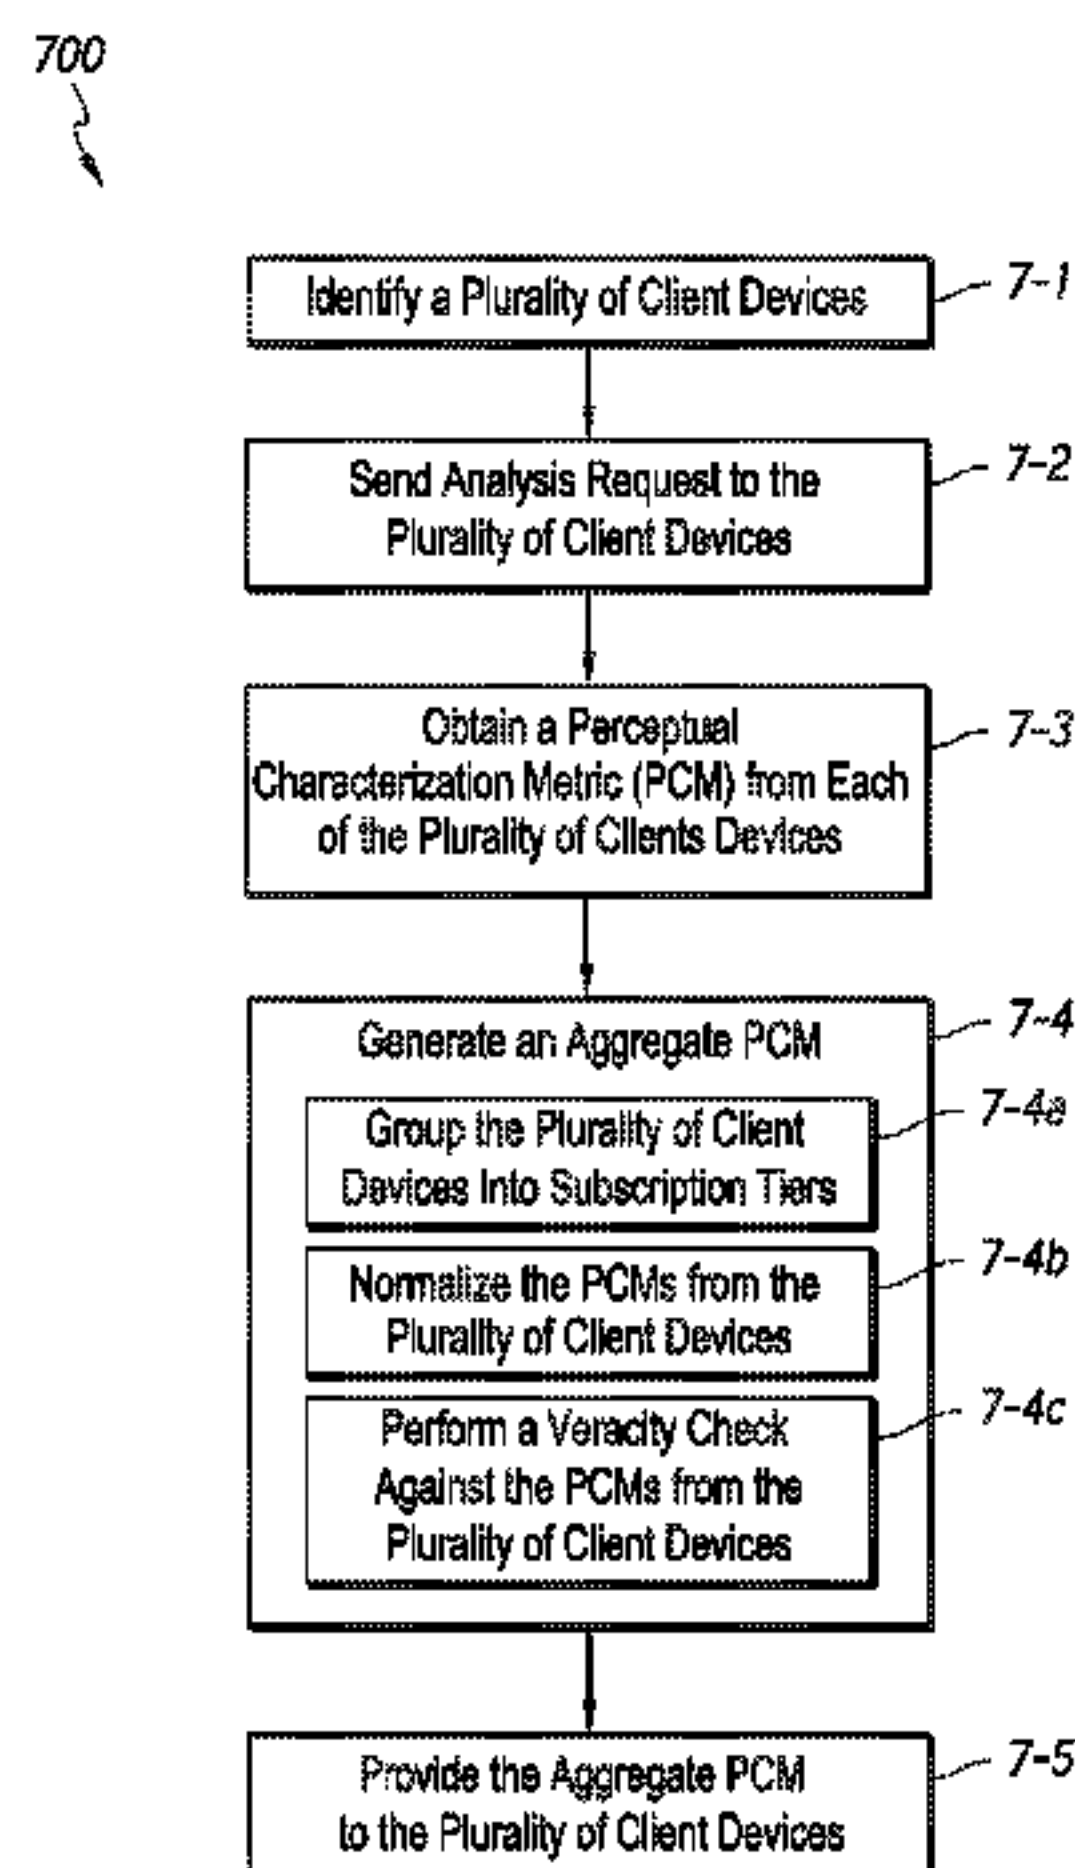 700
Identify a Plurality of Client Devices
7-1
Send Analysis Request to the
Plurality of Client Devices
7-2
Obtain a Perceptual
Characterization Metric (PCM) from Each
of the Plurality of Clients Devices
7-3
Generate an Aggregate PCM
7-4
Group the Plurality of Client
Devices Into Subscription Tiers
7-4a
Normalize the PCMs from the
Plurality of Client Devices
7-4b
Perform a Veracity Check
Against the PCMs from the
Plurality of Client Devices
7-4c
Provide the Aggregate PCM
to the Plurality of Client Devices
7-5